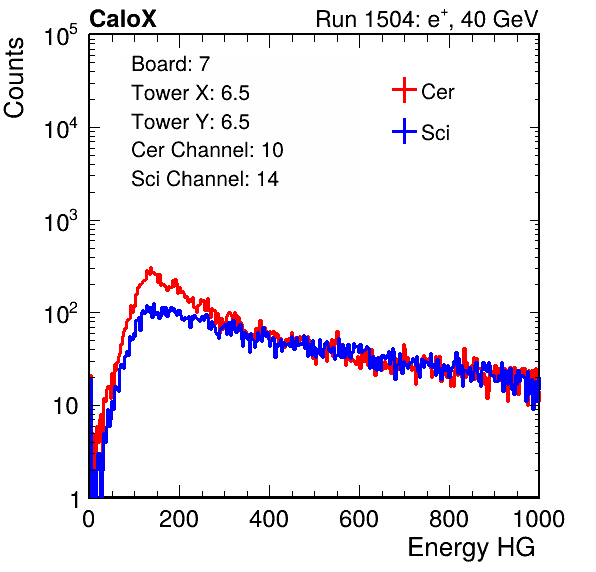 CaloX Run 1504: e⁺, 40 GeV
Counts
Board: 7
Tower X: 6.5
Tower Y: 6.5
Cer Channel: 10
Sci Channel: 14
Cer
Sci
10⁵
10⁴
10³
10²
10
1
0 200 400 600 800 1000
Energy HG